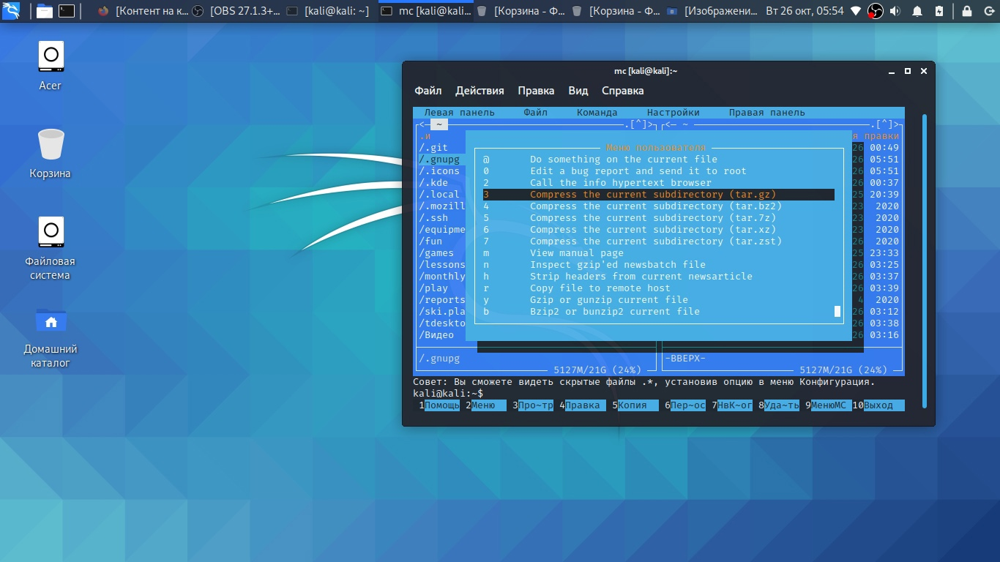 [Контент на к... [OBS 27.1.3+... [kali@kali: ~] mc [kali@kali... [Корзина - Ф... [Корзина - Ф... [Изображени... Вт 26 окт, 05:54
Acer
Корзина
Файловая
система
Домашний
каталог
mc [kali@kali]:~
Файл Действия Правка Вид Справка
Левая панель Файл Команда Настройки Правая панель
<— ~ .[^]> <— ~ .[^]>
.и я правки
/.git 26 00:49
/.gnupg 26 05:51
/.icons 26 05:51
/.kde 26 00:37
/.local 25 20:39
/.mozill 23 2020
/.ssh 23 2020
/equipme 23 2020
/fun 26 2020
/games 25 23:33
/lessons 26 03:25
/monthly 26 03:37
/play 26 03:39
/reports 4 2020
/ski.pla 26 03:12
/tdeskto 26 03:38
/Видео 26 03:16
Меню пользователя
@ Do something on the current file
0 Edit a bug report and send it to root
2 Call the info hypertext browser
3 Compress the current subdirectory (tar.gz)
4 Compress the current subdirectory (tar.bz2)
5 Compress the current subdirectory (tar.7z)
6 Compress the current subdirectory (tar.xz)
7 Compress the current subdirectory (tar.zst)
m View manual page
n Inspect gzip'ed newsbatch file
h Strip headers from current newsarticle
r Copy file to remote host
y Gzip or gunzip current file
b Bzip2 or bunzip2 current file
/.gnupg -ВВЕРХ-
5127M/21G (24%) 5127M/21G (24%)
Совет: Вы сможете видеть скрытые файлы .*, установив опцию в меню Конфигурация.
kali@kali:~$
1Помощь 2Меню 3Про~тр 4Правка 5Копия 6Пер~ос 7НвК~ог 8Уда~ть 9МенюМС 10Выход